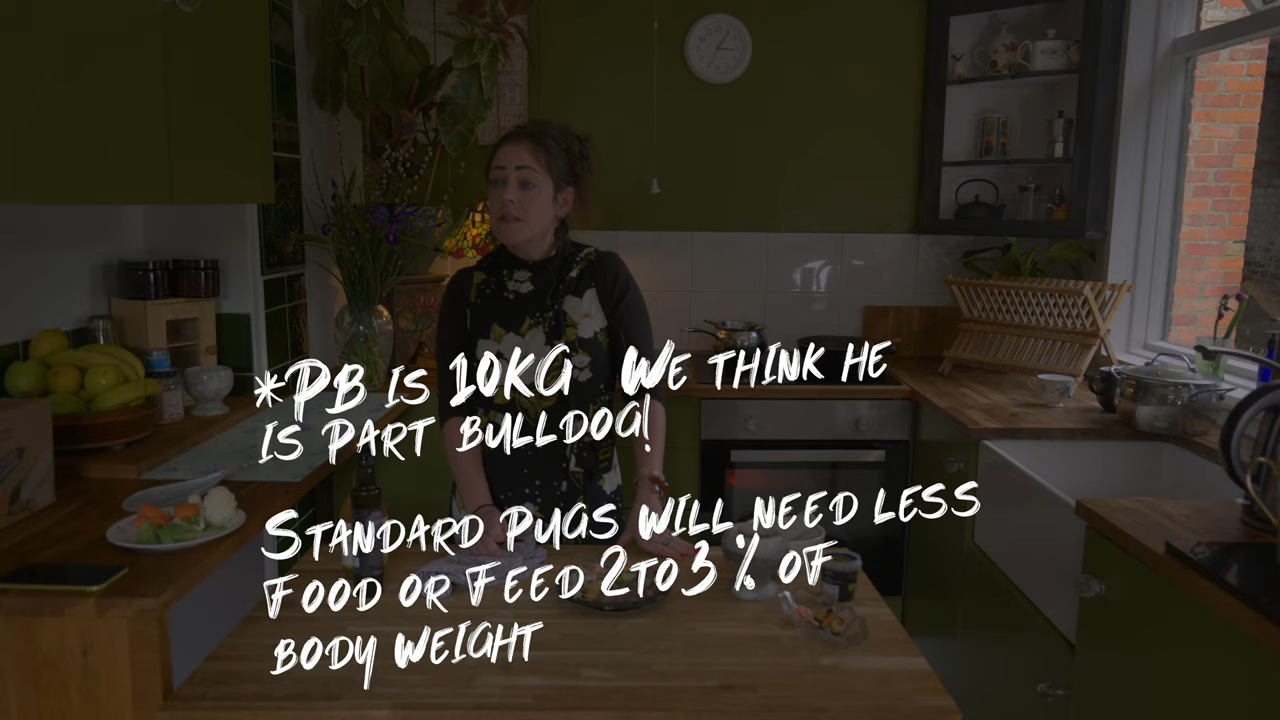 *PB is 10KG We think he
is part bulldog!
Standard Pugs will need less
food or feed 2to3 % of
body weight